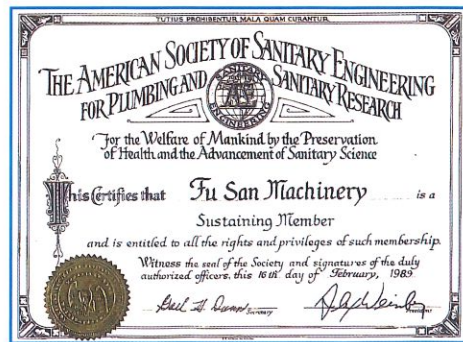 TUTIUS PROHIBENTUR MALA QUAM CURANTUR
THE AMERICAN SOCIETY OF SANITARY ENGINEERING
FOR PLUMBING AND SANITARY RESEARCH
For the Welfare of Mankind by the Preservation
of Health and the Advancement of Sanitary Science
This Certifies that Fu San Machinery is a
Sustaining Member
and is entitled to all the rights and privileges of such membership.
Witness the seal of the Society and signatures of the duly
authorized officers, this 16th day of February, 1989
Secretary
President